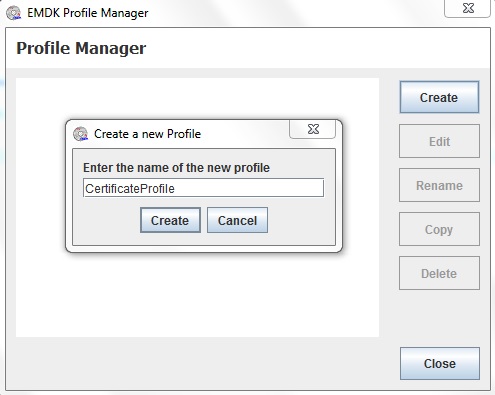 EMDK Profile Manager
Profile Manager
Create
Edit
Rename
Copy
Delete
Close
Create a new Profile
Enter the name of the new profile
CertificateProfile
Create Cancel